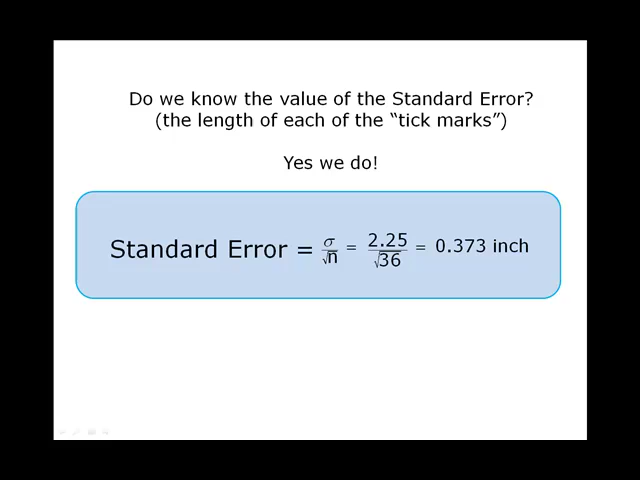 Do we know the value of the Standard Error?
(the length of each of the “tick marks”)
Yes we do!
Standard Error = σ/√n = 2.25/√36 = 0.373 inch